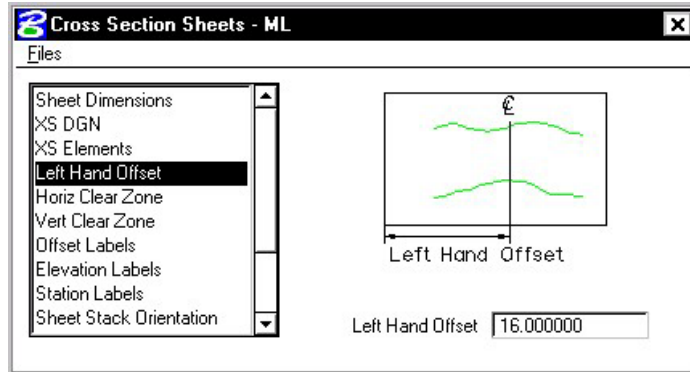 Cross Section Sheets - ML
Files
Sheet Dimensions
XS DGN
XS Elements
Left Hand Offset
Horiz Clear Zone
Vert Clear Zone
Offset Labels
Elevation Labels
Station Labels
Sheet Stack Orientation
℄
Left Hand Offset
Left Hand Offset 16.000000